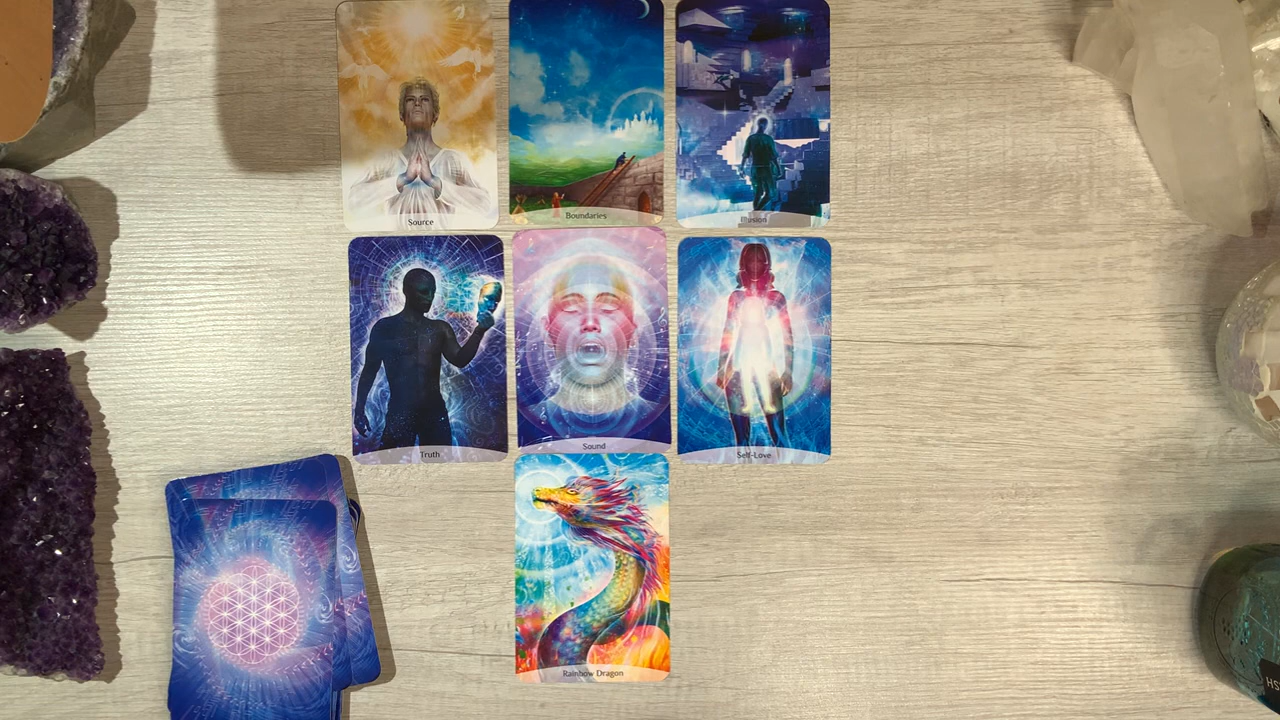 Source
Boundaries
Illusion
Truth
Sound
Self-Love
Rainbow Dragon